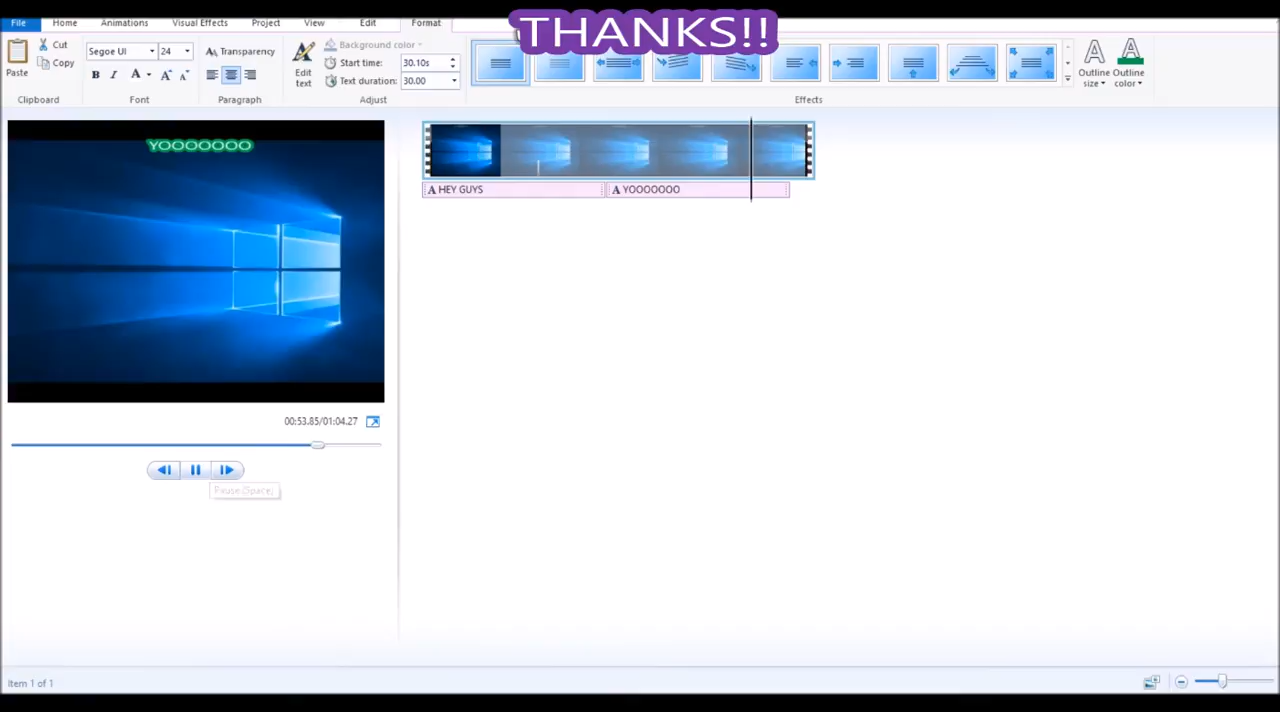 THANKS!!
File Home Animations Visual Effects Project View Edit Format
Paste
Cut
Copy
Clipboard
Segoe UI 24
B I A A A
Font
Transparency
Paragraph
Edit text
Background color
Start time: 30.10s
Text duration: 30.00
Adjust
Effects
Outline size
Outline color
YOOOOOOO
A HEY GUYS
A YOOOOOOO
00:53.85/01:04.27
Pause (Space)
Item 1 of 1